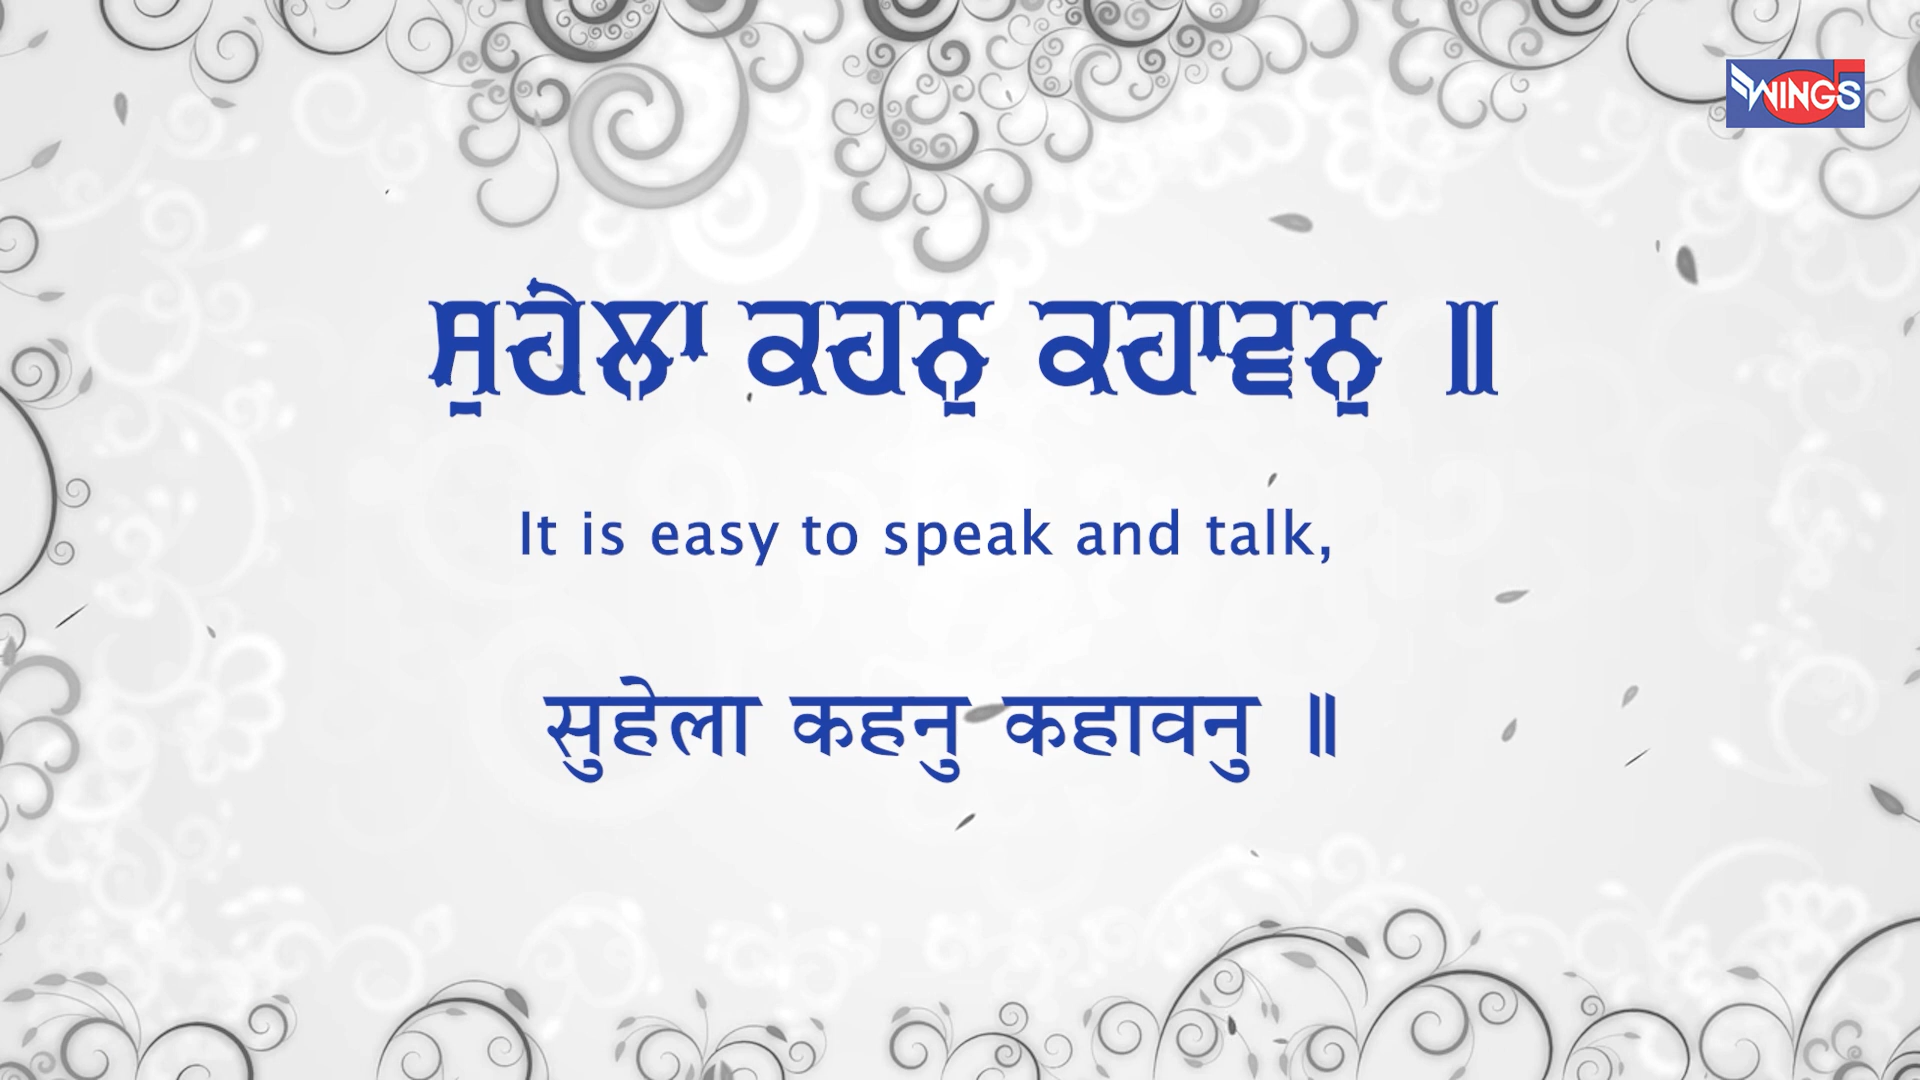 WINGS
ਸੁਹੇਲਾ ਕਹਨੁ ਕਹਾਵਨੁ ॥
It is easy to speak and talk,
सुहेला कहनु कहावनु ॥